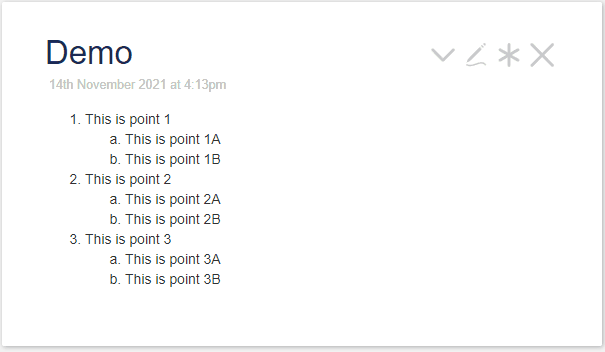 Demo
14th November 2021 at 4:13pm
1. This is point 1
a. This is point 1A
b. This is point 1B
2. This is point 2
a. This is point 2A
b. This is point 2B
3. This is point 3
a. This is point 3A
b. This is point 3B